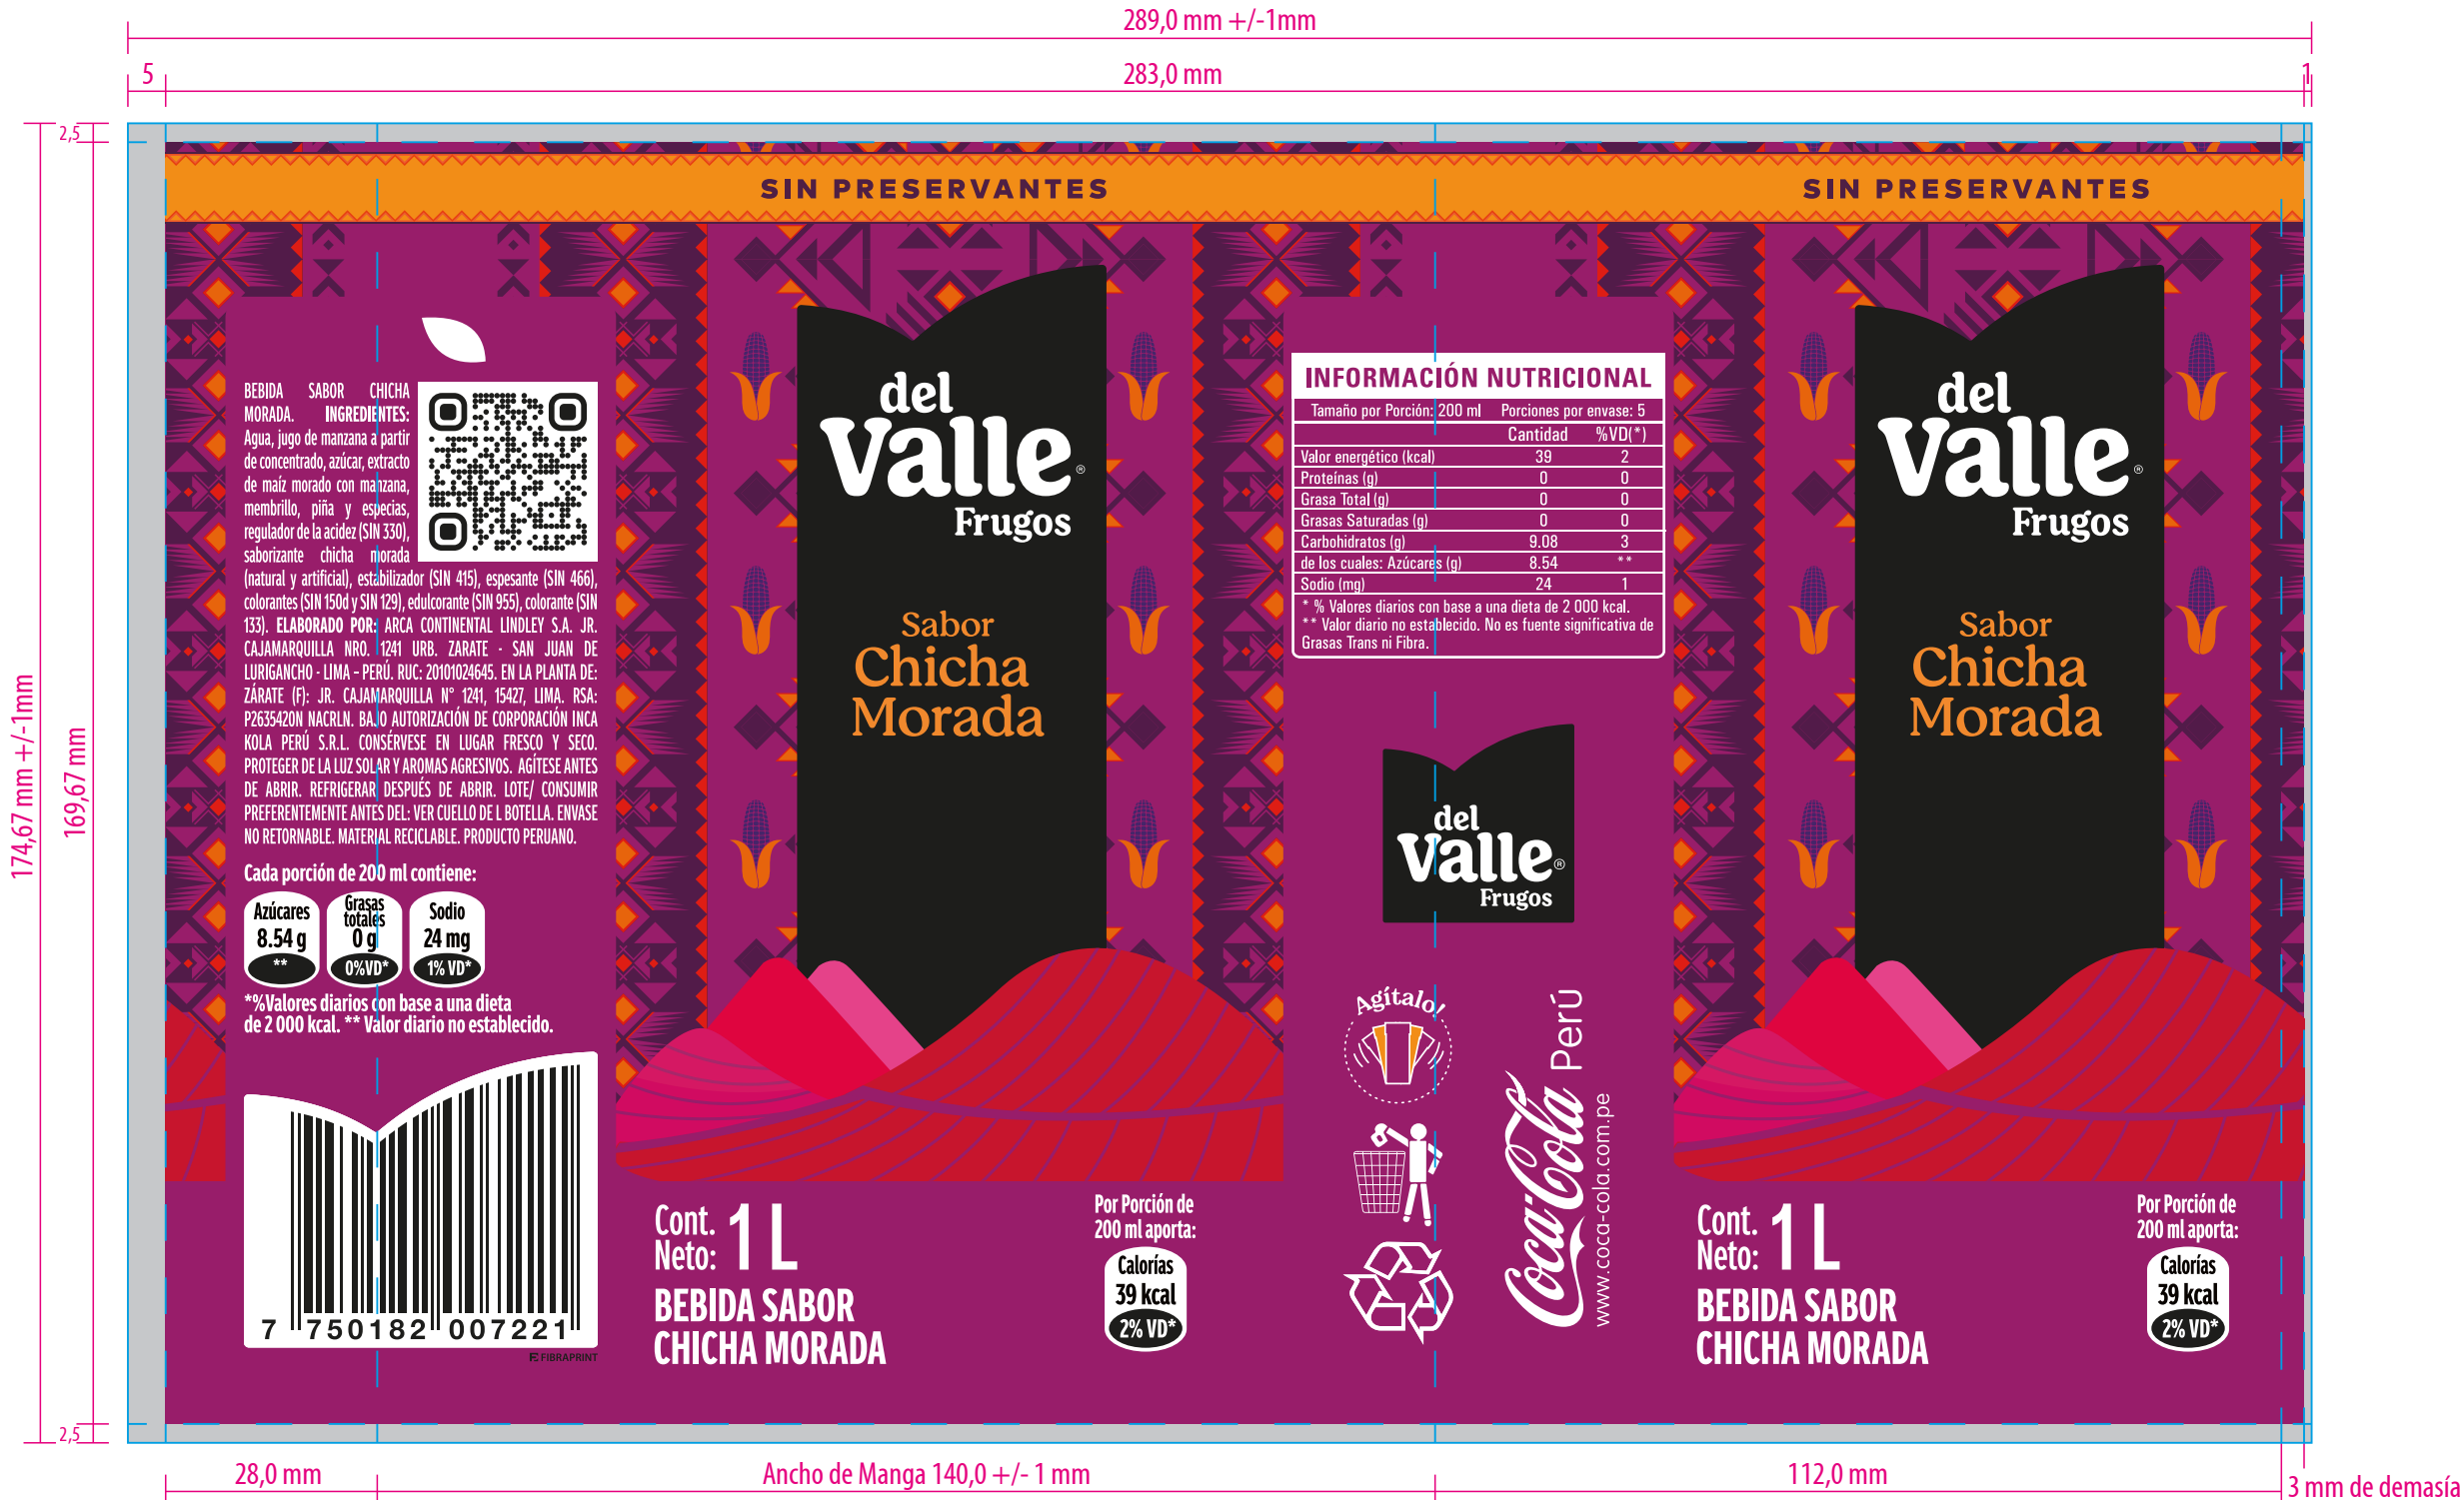 289,0 mm +/-1mm
5
283,0 mm
1
2,5
174,67 mm +/-1mm
169,67 mm
2,5
SIN PRESERVANTES
SIN PRESERVANTES
BEBIDA SABOR CHICHA
MORADA. INGREDIENTES:
Agua, jugo de manzana a partir
de concentrado, azúcar, extracto
de maíz morado con manzana,
membrillo, piña y especias,
regulador de la acidez (SIN 330),
saborizante chicha morada
(natural y artificial), estabilizador (SIN 415), espesante (SIN 466),
colorantes (SIN 150d y SIN 129), edulcorante (SIN 955), colorante (SIN
133). ELABORADO POR: ARCA CONTINENTAL LINDLEY S.A. JR.
CAJAMARQUILLA NRO. 1241 URB. ZARATE - SAN JUAN DE
LURIGANCHO - LIMA – PERÚ. RUC: 20101024645. EN LA PLANTA DE:
ZÁRATE (F): JR. CAJAMARQUILLA N° 1241, 15427, LIMA. RSA:
P2635420N NACRLN. BAJO AUTORIZACIÓN DE CORPORACIÓN INCA
KOLA PERÚ S.R.L. CONSÉRVESE EN LUGAR FRESCO Y SECO.
PROTEGER DE LA LUZ SOLAR Y AROMAS AGRESIVOS. AGÍTESE ANTES
DE ABRIR. REFRIGERAR DESPUÉS DE ABRIR. LOTE/ CONSUMIR
PREFERENTEMENTE ANTES DEL: VER CUELLO DE L BOTELLA. ENVASE
NO RETORNABLE. MATERIAL RECICLABLE. PRODUCTO PERUANO.
Cada porción de 200 ml contiene:
Azúcares
8.54 g
**
Grasas
totales
0 g
0%VD*
Sodio
24 mg
1% VD*
*%Valores diarios con base a una dieta
de 2 000 kcal. ** Valor diario no establecido.
7 750182 007221
FIBRAPRINT
del
Valle®
Frugos
Sabor
Chicha
Morada
Cont.
Neto: 1 L
BEBIDA SABOR
CHICHA MORADA
Por Porción de
200 ml aporta:
Calorías
39 kcal
2% VD*
INFORMACIÓN NUTRICIONAL
Tamaño por Porción: 200 ml Porciones por envase: 5
Cantidad %VD(*)
Valor energético (kcal) 39 2
Proteínas (g) 0 0
Grasa Total (g) 0 0
Grasas Saturadas (g) 0 0
Carbohidratos (g) 9.08 3
de los cuales: Azúcares (g) 8.54 **
Sodio (mg) 24 1
* % Valores diarios con base a una dieta de 2 000 kcal.
** Valor diario no establecido. No es fuente significativa de
Grasas Trans ni Fibra.
del
Valle®
Frugos
Agítalo!
Coca-Cola Perú
www.coca-cola.com.pe
del
Valle®
Frugos
Sabor
Chicha
Morada
Cont.
Neto: 1 L
BEBIDA SABOR
CHICHA MORADA
Por Porción de
200 ml aporta:
Calorías
39 kcal
2% VD*
28,0 mm
Ancho de Manga 140,0 +/- 1 mm
112,0 mm
3 mm de demasía